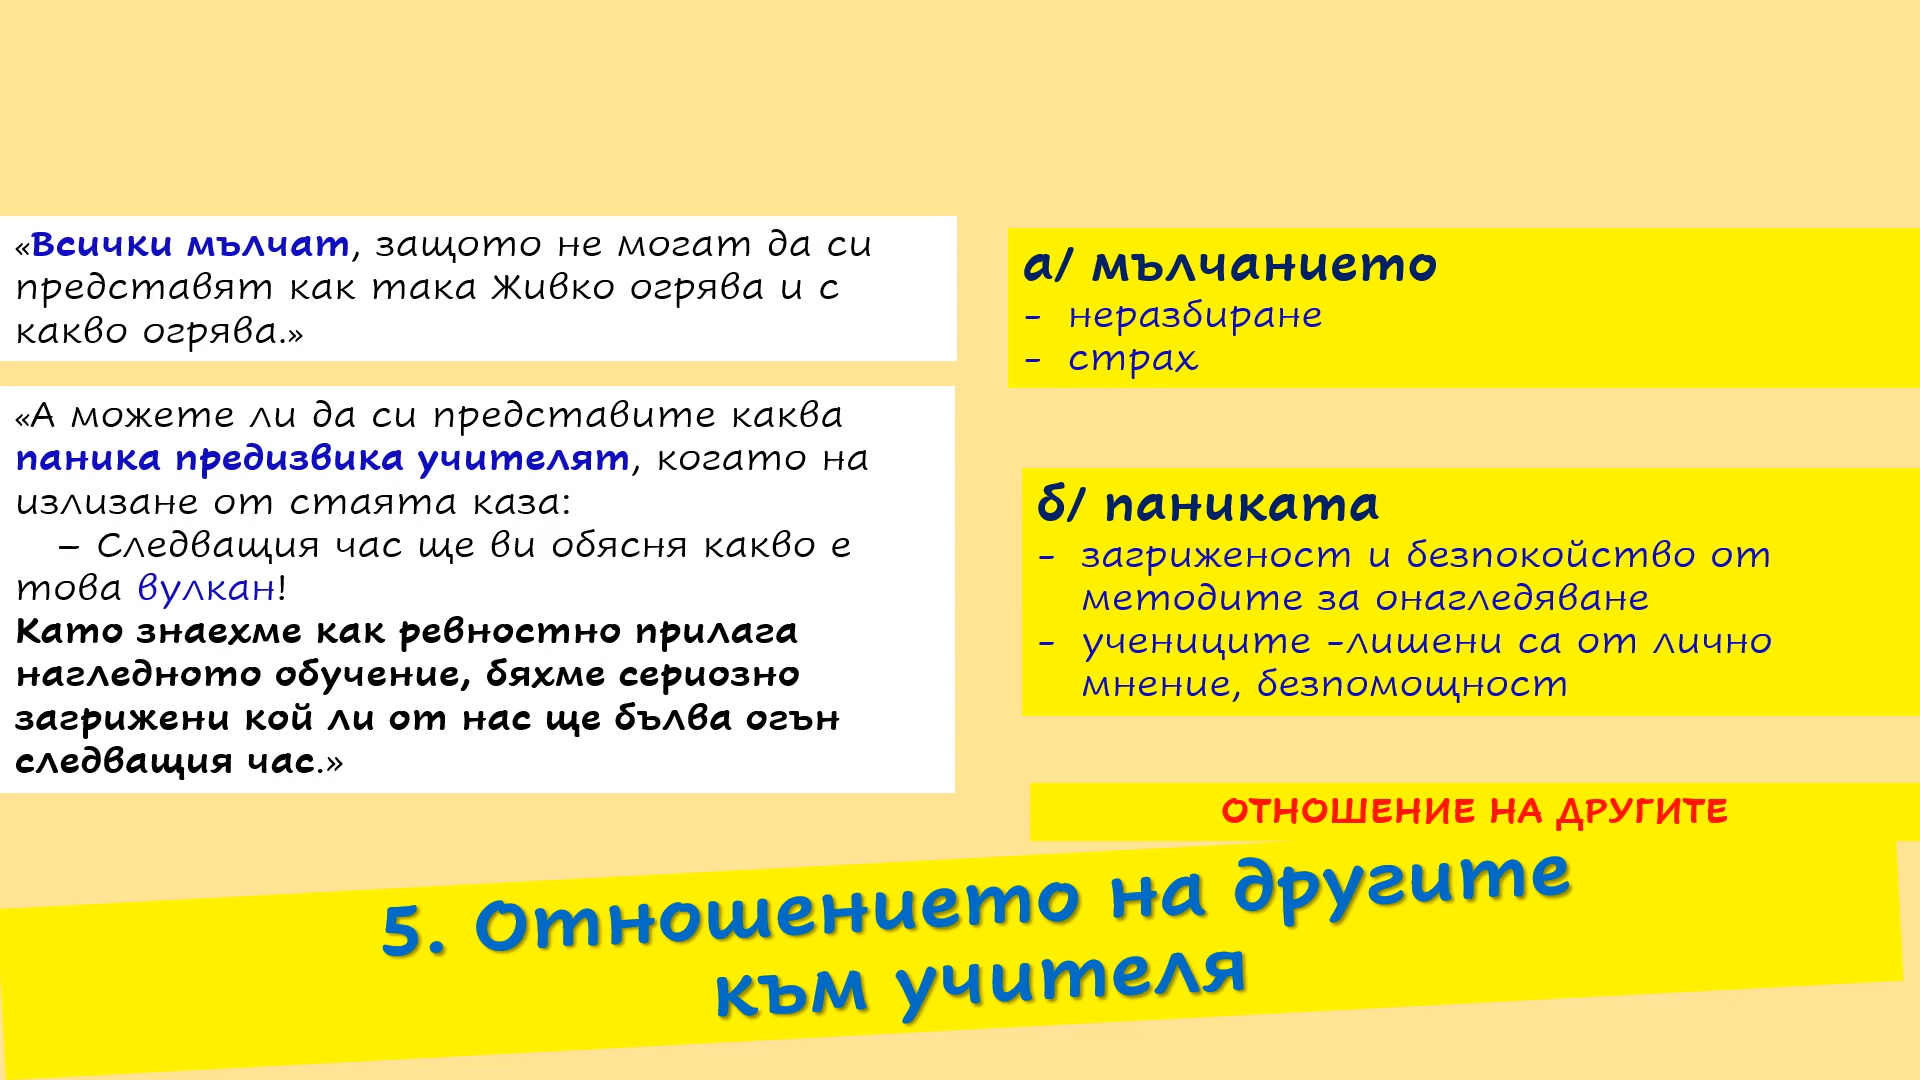 «Всички мълчат, защото не могат да си
представят как така Живко огрява и с
какво огрява.»
«А можете ли да си представите каква
паника предизвика учителят, когато на
излизане от стаята каза:
– Следващия час ще ви обясня какво е
това вулкан!
Като знаехме как ревностно прилага
нагледното обучение, бяхме сериозно
загрижени кой ли от нас ще бълва огън
следващия час.»
а/ мълчанието
- неразбиране
- страх
б/ паниката
- загриженост и безпокойство от
методите за онагледяване
- учениците -лишени са от лично
мнение, безпомощност
ОТНОШЕНИЕ НА ДРУГИТЕ
5. Отношението на другите
към учителя